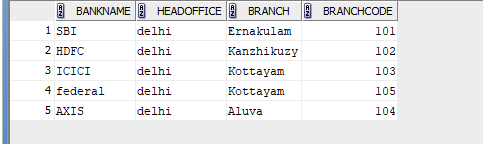 BANKNAME HEADOFFICE BRANCH BRANCHCODE
1 SBI delhi Ernakulam 101
2 HDFC delhi Kanzhikuzy 102
3 ICICI delhi Kottayam 103
4 federal delhi Kottayam 105
5 AXIS delhi Aluva 104